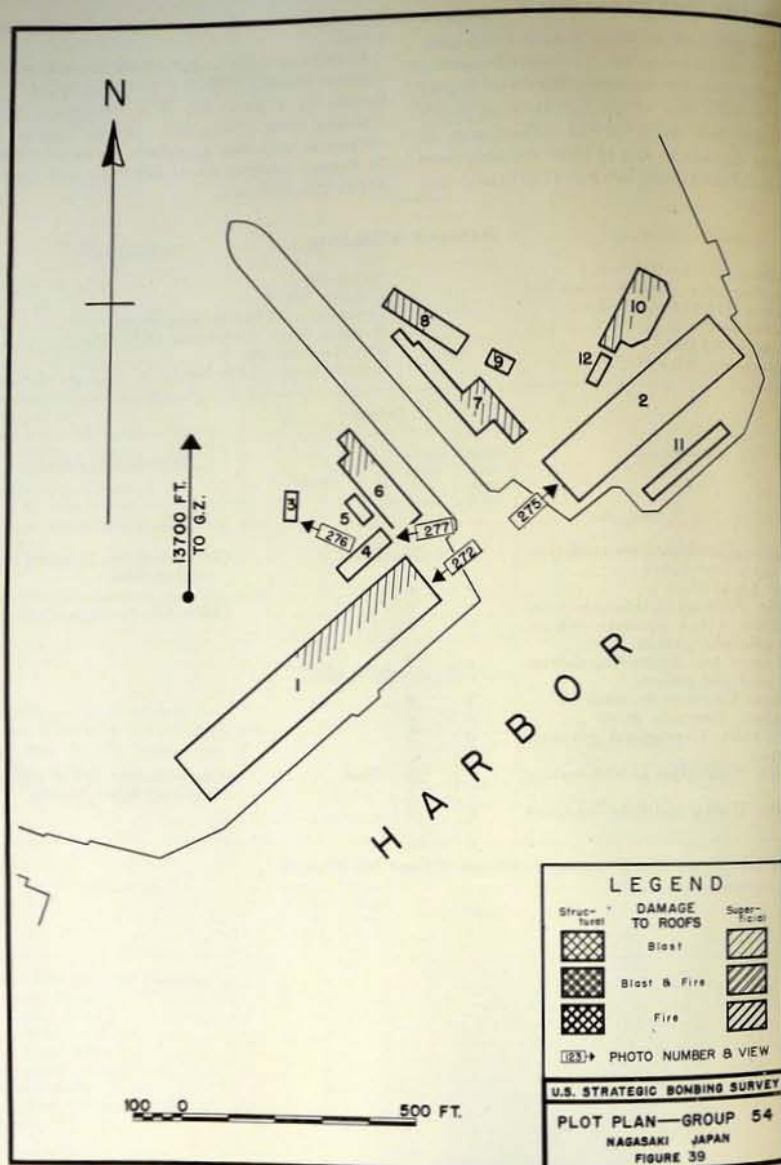 N
8
10
9
12
7
2
11
6
3
5
275
276
277
4
272
13700 FT.
TO G.Z.
1
HARBOR
LEGEND
Struc-
tural
DAMAGE
TO ROOFS
Super-
ficial
Blast
Blast & Fire
Fire
123 PHOTO NUMBER & VIEW
U.S. STRATEGIC BOMBING SURVEY
100 0 500 FT.
PLOT PLAN—GROUP 54
NAGASAKI JAPAN
FIGURE 39